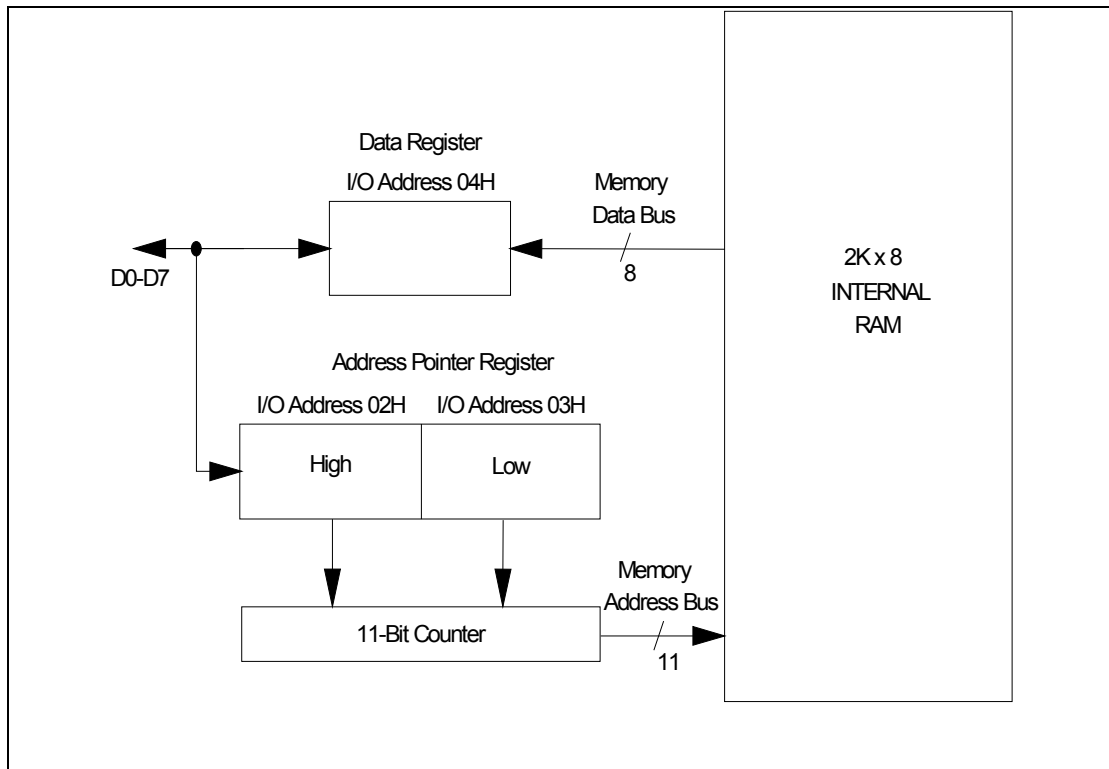 Data Register
I/O Address 04H
Memory
Data Bus
8
D0-D7
2K x 8
INTERNAL
RAM
Address Pointer Register
I/O Address 02H
I/O Address 03H
High
Low
11-Bit Counter
Memory
Address Bus
11